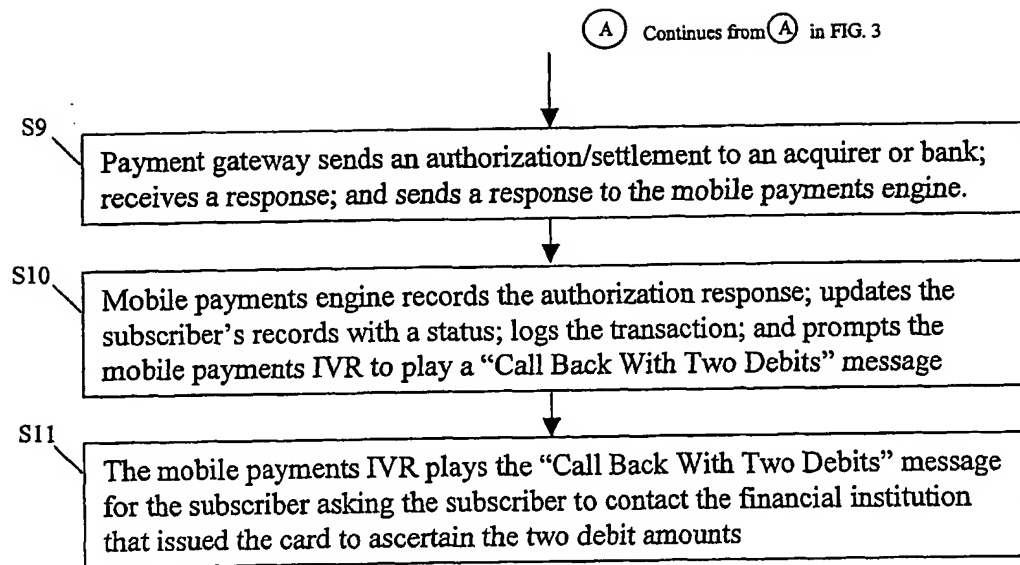 A Continues from A in FIG. 3
S9
Payment gateway sends an authorization/settlement to an acquirer or bank;
receives a response; and sends a response to the mobile payments engine.
S10
Mobile payments engine records the authorization response; updates the
subscriber's records with a status; logs the transaction; and prompts the
mobile payments IVR to play a “Call Back With Two Debits” message
S11
The mobile payments IVR plays the “Call Back With Two Debits” message
for the subscriber asking the subscriber to contact the financial institution
that issued the card to ascertain the two debit amounts